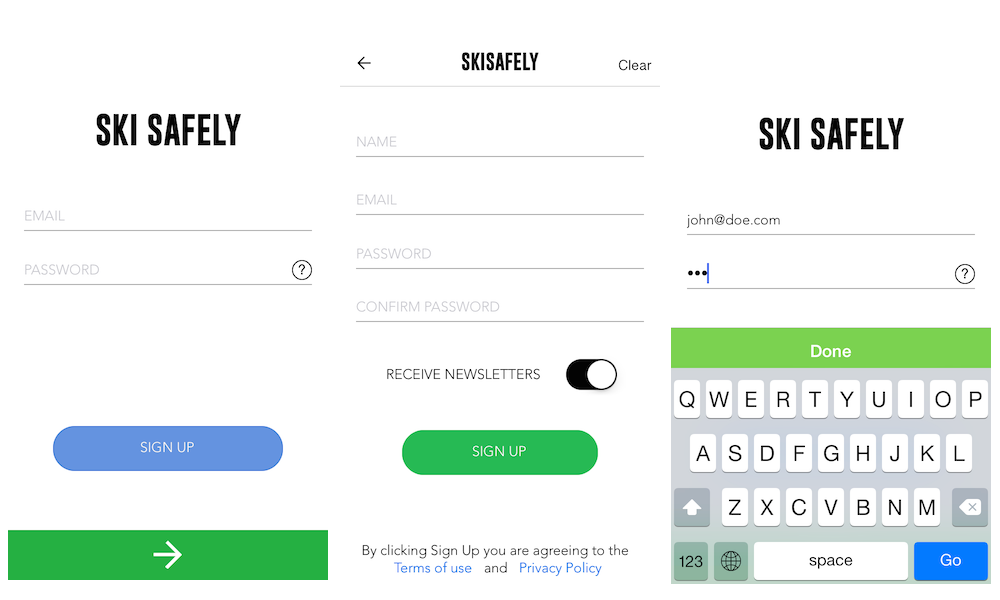 SKI SAFELY
EMAIL
PASSWORD
?
SIGN UP
SKISAFELY
Clear
NAME
EMAIL
PASSWORD
CONFIRM PASSWORD
RECEIVE NEWSLETTERS
SIGN UP
By clicking Sign Up you are agreeing to the
Terms of use and Privacy Policy
SKI SAFELY
john@doe.com
•••
?
Done
Q W E R T Y U I O P
A S D F G H J K L
Z X C V B N M
123 space Go